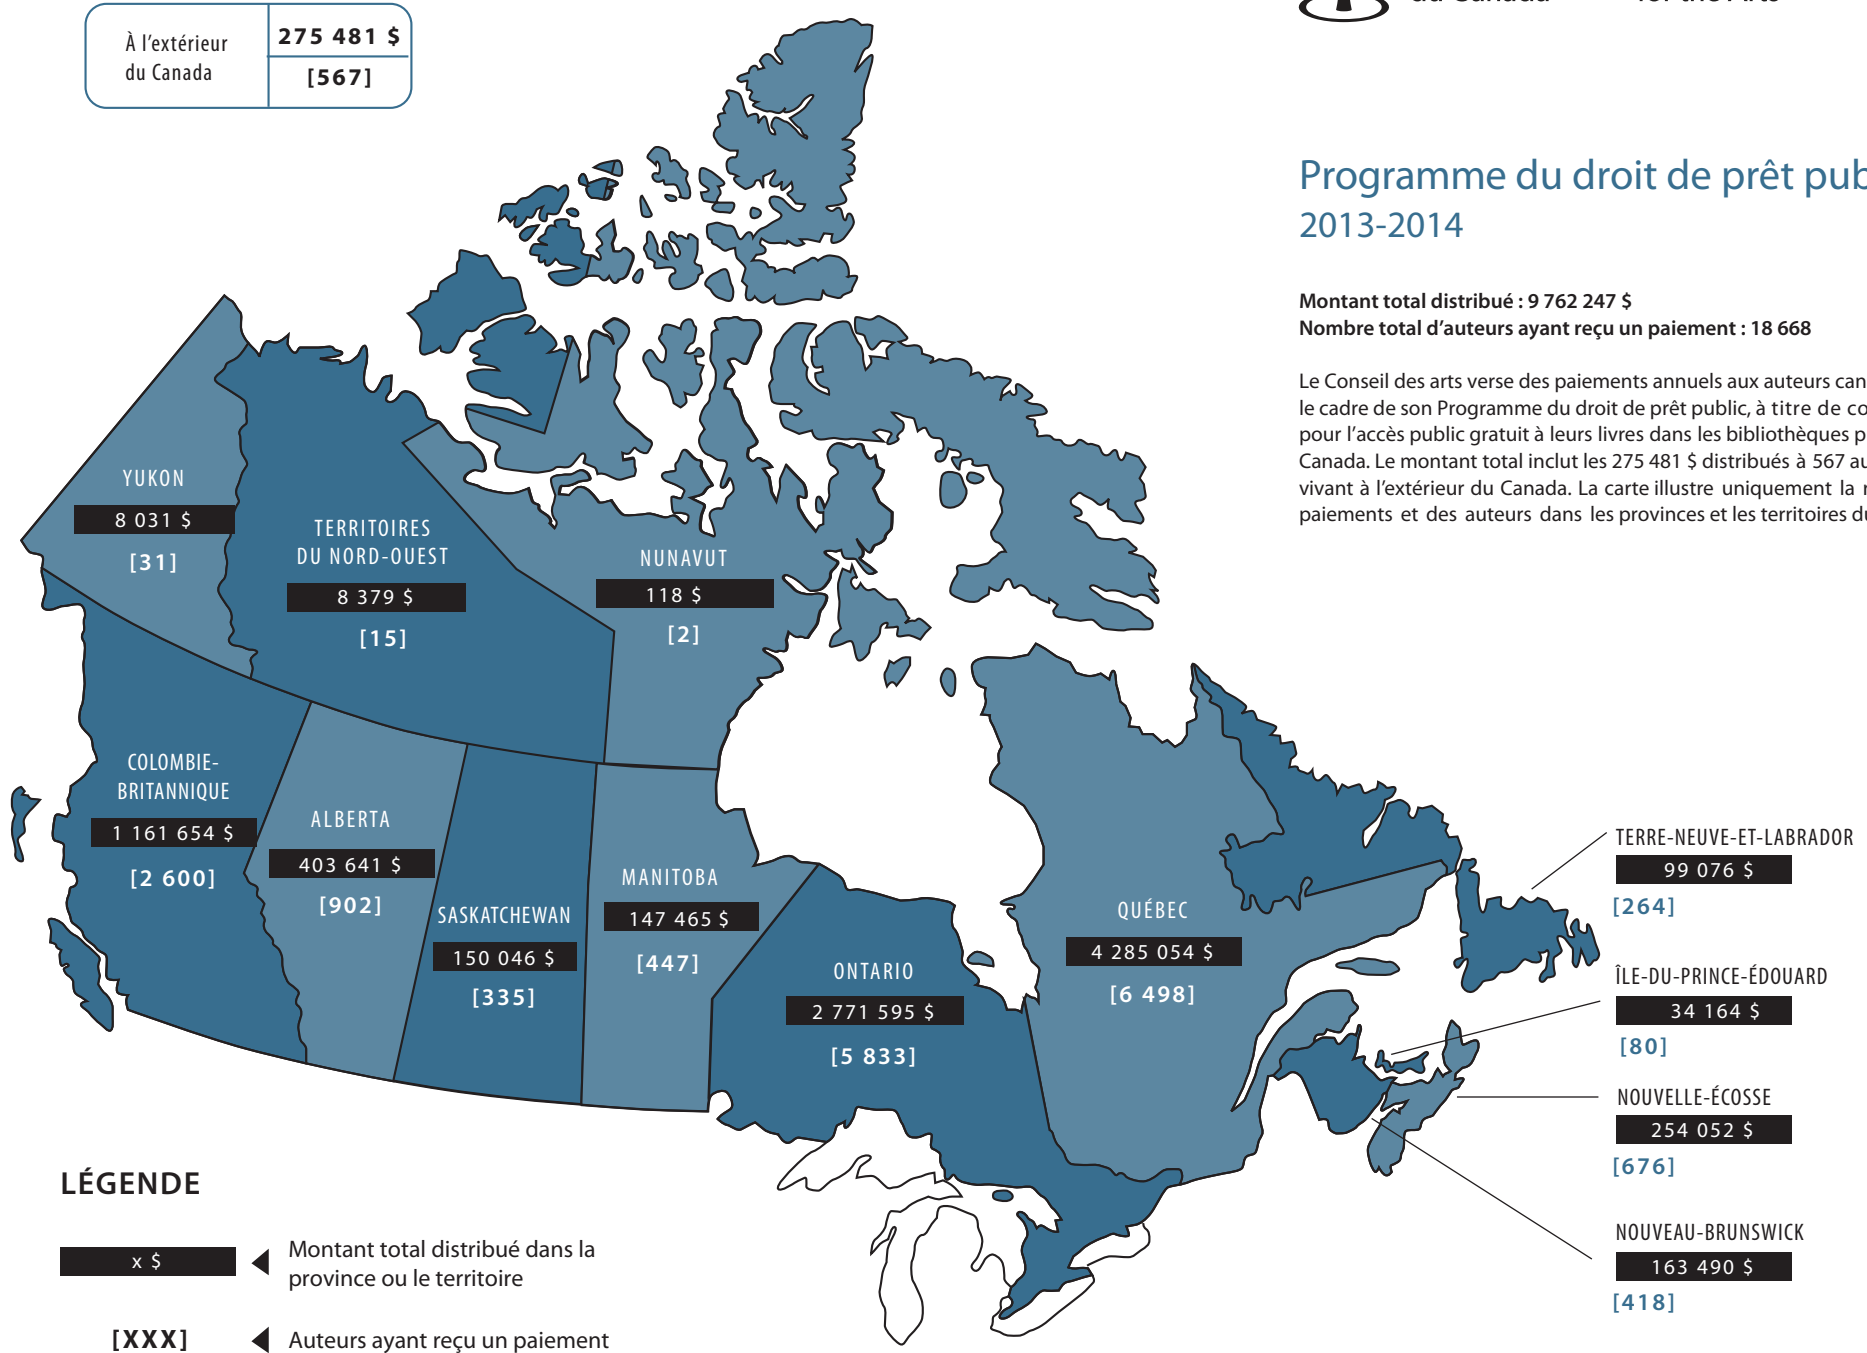 À l'extérieur
du Canada
275 481 $
[567]
du Canada
for the Arts
Programme du droit de prêt
2013-2014
Montant total distribué : 9 762 247 $
Nombre total d'auteurs ayant reçu un paiement : 18 668
Le Conseil des arts verse des paiements annuels aux auteurs
le cadre de son Programme du droit de prêt public, à titre de
pour l'accès public gratuit à leurs livres dans les bibliothèques
Canada. Le montant total inclut les 275 481 $ distribués à 567
vivant à l'extérieur du Canada. La carte illustre uniquement la
paiements et des auteurs dans les provinces et les territoires
YUKON
8 031 $
[31]
TERRITOIRES
DU NORD-OUEST
8 379 $
[15]
NUNAVUT
118 $
[2]
COLOMBIE-
BRITANNIQUE
1 161 654 $
[2 600]
ALBERTA
403 641 $
[902]
SASKATCHEWAN
150 046 $
[335]
MANITOBA
147 465 $
[447]
ONTARIO
2 771 595 $
[5 833]
QUÉBEC
4 285 054 $
[6 498]
TERRE-NEUVE-ET-LABRADOR
99 076 $
[264]
ÎLE-DU-PRINCE-ÉDOUARD
34 164 $
[80]
NOUVELLE-ÉCOSSE
254 052 $
[676]
NOUVEAU-BRUNSWICK
163 490 $
[418]
LÉGENDE
x $
Montant total distribué dans la
province ou le territoire
[XXX]
Auteurs ayant reçu un paiement